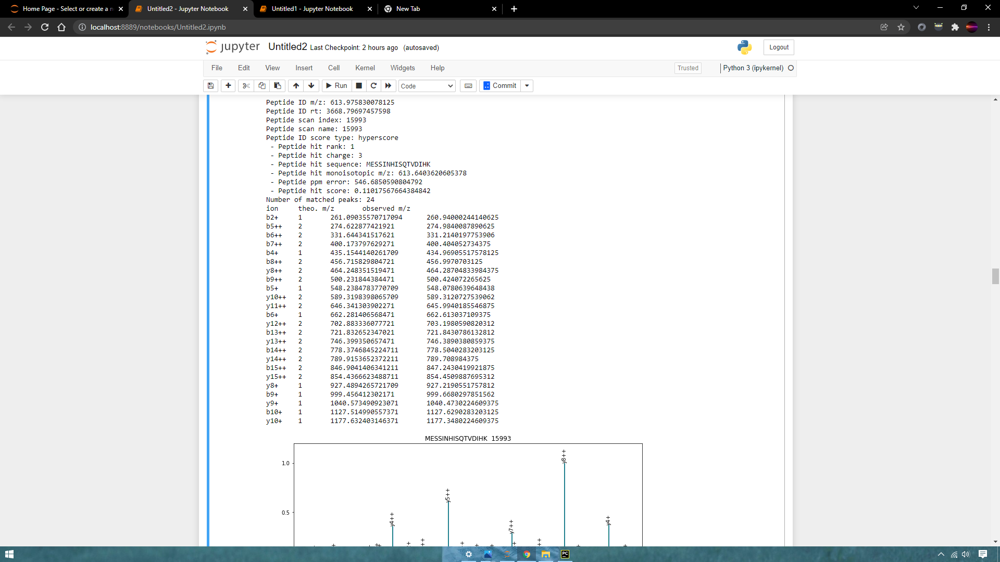 Home Page - Select or create a n
Untitled2 - Jupyter Notebook
Untitled1 - Jupyter Notebook
New Tab
localhost:8889/notebooks/Untitled2.ipynb
jupyter Untitled2 Last Checkpoint: 2 hours ago (autosaved)
Logout
File Edit View Insert Cell Kernel Widgets Help
Trusted
Python 3 (ipykernel)
Run
Code
Commit
Peptide ID m/z: 613.975830078125
Peptide ID rt: 3668.79697457598
Peptide scan index: 15993
Peptide scan name: 15993
Peptide ID score type: hyperscore
- Peptide hit rank: 1
- Peptide hit charge: 3
- Peptide hit sequence: MESSINHISQTVDIHK
- Peptide hit monoisotopic m/z: 613.6403620605378
- Peptide ppm error: 546.6850590804792
- Peptide hit score: 0.11017567664384842
Number of matched peaks: 24
ion theo. m/z observed m/z
b2+ 1 261.09035570717094 260.94000244140625
b5++ 2 274.622877421921 274.9840087890625
b6++ 2 331.644341517621 331.2140197753906
b7++ 2 400.173797629271 400.404052734375
b4+ 1 435.1544140261709 434.96905517578125
b8++ 2 456.715829804721 456.9970703125
y8++ 2 464.248351519471 464.28704833984375
b9++ 2 500.231844384471 500.424072265625
b5+ 1 548.2384783770709 548.0780639648438
y10++ 2 589.3198398065709 589.3120727539062
y11++ 2 646.341303902271 645.9940185546875
b6+ 1 662.281406568471 662.613037109375
y12++ 2 702.883336077721 703.1980590820312
b13++ 2 721.832652347021 721.8430786132812
y13++ 2 746.399350657471 746.3890380859375
b14++ 2 778.3746845224711 778.5040283203125
y14++ 2 789.9153652372211 789.708984375
b15++ 2 846.9041406341211 847.2430419921875
y15++ 2 854.4366623488711 854.4509887695312
y8+ 1 927.4894265721709 927.2190551757812
b9+ 1 999.456412302171 999.6680297851562
y9+ 1 1040.573490923071 1040.4730224609375
b10+ 1 1127.514990557371 1127.6290283203125
y10+ 1 1177.632403146371 1177.3480224609375
MESSINHISQTVDIHK 15993
1.0
y8++
y5++
0.5
y4++
y7++
y4+
PC